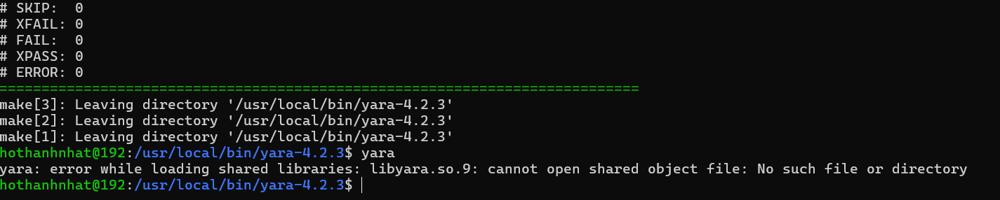 # SKIP:  0
# XFAIL: 0
# FAIL:  0
# XPASS: 0
# ERROR: 0
============================================================================
make[3]: Leaving directory '/usr/local/bin/yara-4.2.3'
make[2]: Leaving directory '/usr/local/bin/yara-4.2.3'
make[1]: Leaving directory '/usr/local/bin/yara-4.2.3'
hothanhnhat@192:/usr/local/bin/yara-4.2.3$ yara
yara: error while loading shared libraries: libyara.so.9: cannot open shared object file: No such file or directory
hothanhnhat@192:/usr/local/bin/yara-4.2.3$